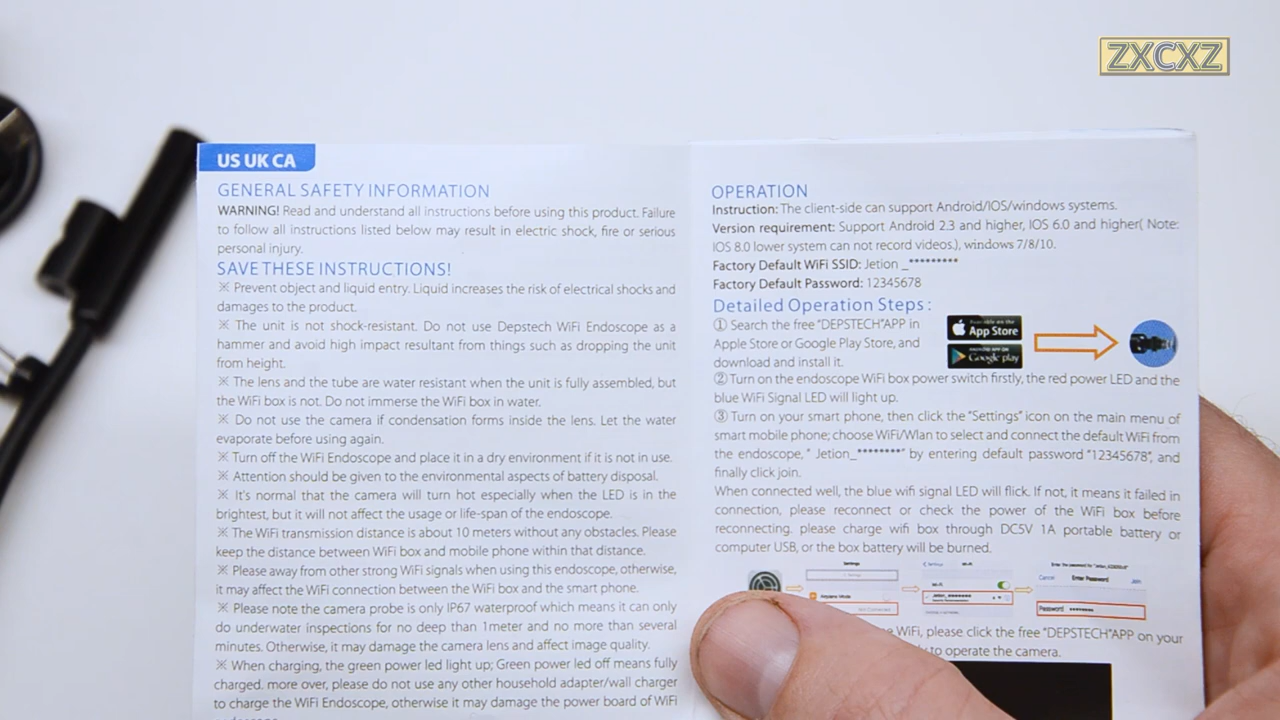 ZXCXZ
US UK CA
GENERAL SAFETY INFORMATION
WARNING! Read and understand all instructions before using this product. Failure
to follow all instructions listed below may result in electric shock, fire or serious
personal injury.
SAVE THESE INSTRUCTIONS!
※ Prevent object and liquid entry. Liquid increases the risk of electrical shocks and
damages to the product.
※ The unit is not shock-resistant. Do not use Depstech WiFi Endoscope as a
hammer and avoid high impact resultant from things such as dropping the unit
from height.
※ The lens and the tube are water resistant when the unit is fully assembled, but
the WiFi box is not. Do not immerse the WiFi box in water.
※ Do not use the camera if condensation forms inside the lens. Let the water
evaporate before using again.
※ Turn off the WiFi Endoscope and place it in a dry environment if it is not in use.
※ Attention should be given to the environmental aspects of battery disposal.
※ It's normal that the camera will turn hot especially when the LED is in the
brightest, but it will not affect the usage or life-span of the endoscope.
※ The WiFi transmission distance is about 10 meters without any obstacles. Please
keep the distance between WiFi box and mobile phone within that distance.
※ Please away from other strong WiFi signals when using this endoscope, otherwise,
it may affect the WiFi connection between the WiFi box and the smart phone.
※ Please note the camera probe is only IP67 waterproof which means it can only
do underwater inspections for no deep than 1meter and no more than several
minutes. Otherwise, it may damage the camera lens and affect image quality.
※ When charging, the green power led light up; Green power led off means fully
charged. more over, please do not use any other household adapter/wall charger
to charge the WiFi Endoscope, otherwise it may damage the power board of WiFi
OPERATION
Instruction: The client-side can support Android/IOS/windows systems.
Version requirement: Support Android 2.3 and higher, IOS 6.0 and higher( Note:
IOS 8.0 lower system can not record videos.), windows 7/8/10.
Factory Default WiFi SSID: Jetion _*********
Factory Default Password: 12345678
Detailed Operation Steps :
① Search the free "DEPSTECH"APP in
Apple Store or Google Play Store, and
download and install it.
Available on the
App Store
ANDROID APP ON
Google play
② Turn on the endoscope WiFi box power switch firstly, the red power LED and the
blue WiFi Signal LED will light up.
③ Turn on your smart phone, then click the "Settings" icon on the main menu of
smart mobile phone; choose WiFi/Wlan to select and connect the default WiFi from
the endoscope, " Jetion_********" by entering default password "12345678", and
finally click join.
When connected well, the blue wifi signal LED will flick. If not, it means it failed in
connection, please reconnect or check the power of the WiFi box before
reconnecting. please charge wifi box through DC5V 1A portable battery or
computer USB, or the box battery will be burned.
Settings
Settings
Airplane Mode
Not Connected
Settings
Wi-Fi
Wi-Fi
Jetion_********
Cancel
Enter Password
Join
Password
WiFi, please click the free "DEPSTECH"APP on your
to operate the camera.